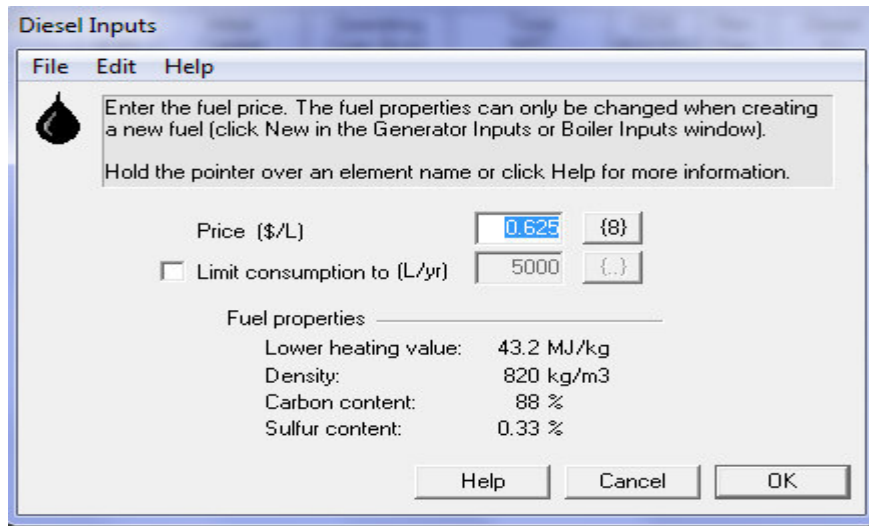 Diesel Inputs
File Edit Help
Enter the fuel price. The fuel properties can only be changed when creating
a new fuel (click New in the Generator Inputs or Boiler Inputs window).
Hold the pointer over an element name or click Help for more information.
Price ($/L) 0.625 {8}
Limit consumption to (L/yr) 5000 {..}
Fuel properties
Lower heating value: 43.2 MJ/kg
Density: 820 kg/m3
Carbon content: 88 %
Sulfur content: 0.33 %
Help Cancel OK